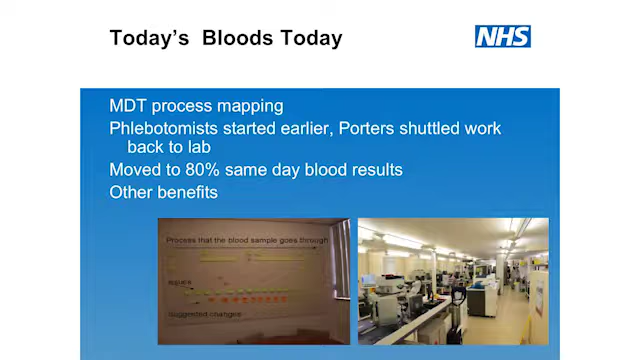 Today's  Bloods Today
NHS
MDT process mapping
Phlebotomists started earlier, Porters shuttled work
back to lab
Moved to 80% same day blood results
Other benefits
Process that the blood sample goes through
Issues
Suggested changes